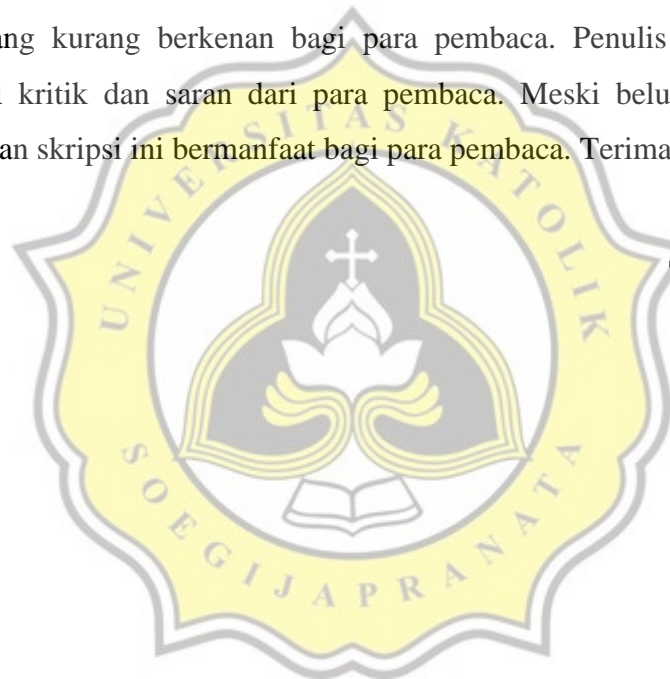 ang kurang berkenan bagi para pembaca. Penulis
i kritik dan saran dari para pembaca. Meski belu
an skripsi ini bermanfaat bagi para pembaca. Terima
UNIVERSITAS KATOLIK
SOEGIJAPRANATA